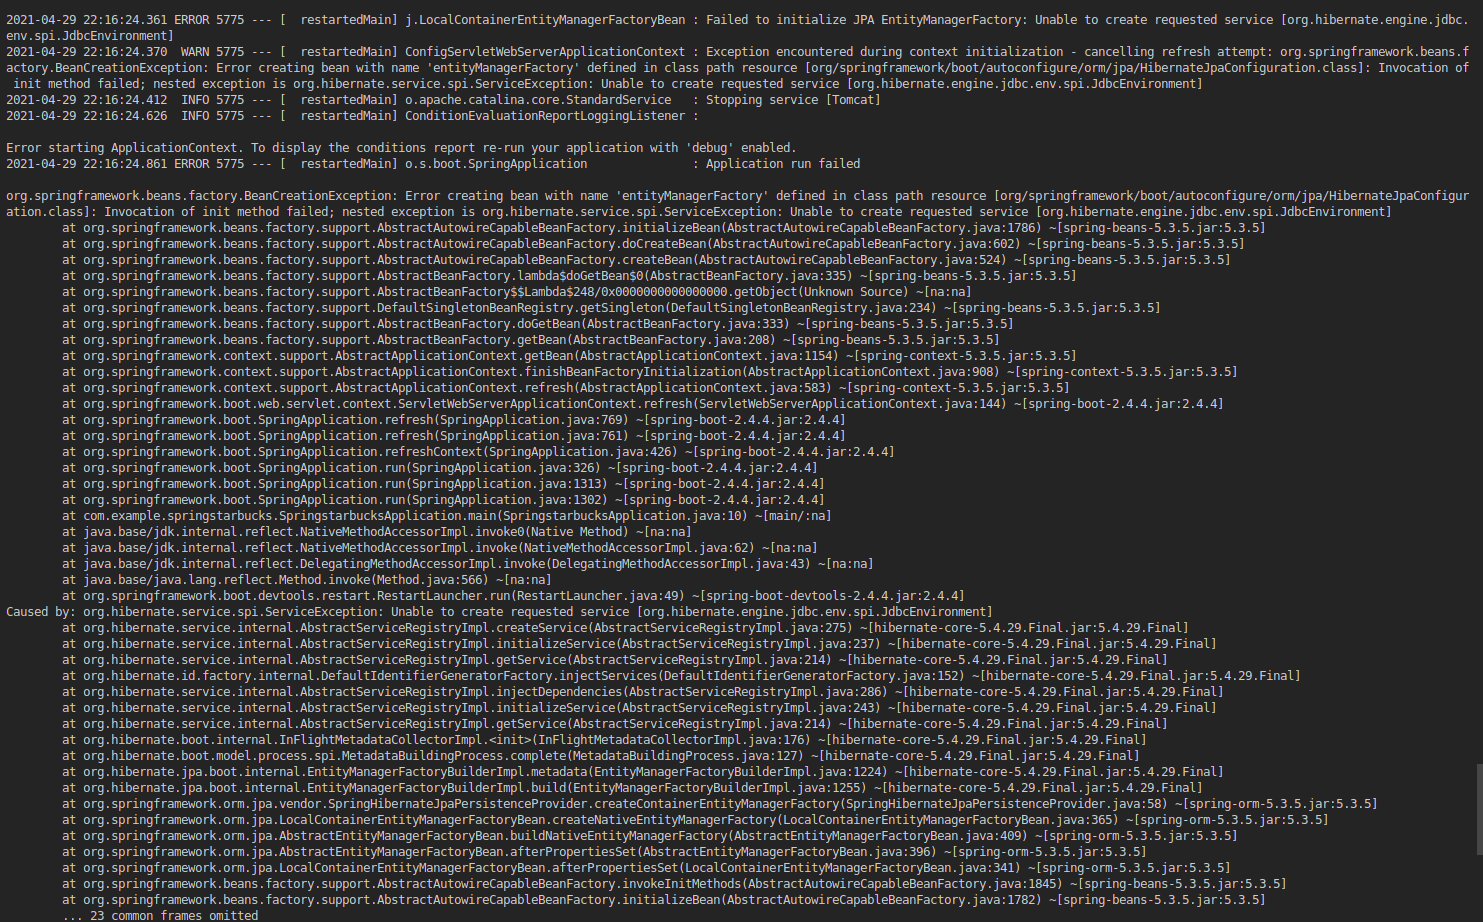 2021-04-29 22:16:24.361 ERROR 5775 --- [  restartedMain] j.LocalContainerEntityManagerFactoryBean : Failed to initialize JPA EntityManagerFactory: Unable to create requested service [org.hibernate.engine.jdbc.
env.spi.JdbcEnvironment]
2021-04-29 22:16:24.370  WARN 5775 --- [  restartedMain] ConfigServletWebServerApplicationContext : Exception encountered during context initialization - cancelling refresh attempt: org.springframework.beans.f
actory.BeanCreationException: Error creating bean with name 'entityManagerFactory' defined in class path resource [org/springframework/boot/autoconfigure/orm/jpa/HibernateJpaConfiguration.class]: Invocation of
 init method failed; nested exception is org.hibernate.service.spi.ServiceException: Unable to create requested service [org.hibernate.engine.jdbc.env.spi.JdbcEnvironment]
2021-04-29 22:16:24.412  INFO 5775 --- [  restartedMain] o.apache.catalina.core.StandardService   : Stopping service [Tomcat]
2021-04-29 22:16:24.626  INFO 5775 --- [  restartedMain] ConditionEvaluationReportLoggingListener :
Error starting ApplicationContext. To display the conditions report re-run your application with 'debug' enabled.
2021-04-29 22:16:24.861 ERROR 5775 --- [  restartedMain] o.s.boot.SpringApplication               : Application run failed
org.springframework.beans.factory.BeanCreationException: Error creating bean with name 'entityManagerFactory' defined in class path resource [org/springframework/boot/autoconfigure/orm/jpa/HibernateJpaConfigur
ation.class]: Invocation of init method failed; nested exception is org.hibernate.service.spi.ServiceException: Unable to create requested service [org.hibernate.engine.jdbc.env.spi.JdbcEnvironment]
        at org.springframework.beans.factory.support.AbstractAutowireCapableBeanFactory.initializeBean(AbstractAutowireCapableBeanFactory.java:1786) ~[spring-beans-5.3.5.jar:5.3.5]
        at org.springframework.beans.factory.support.AbstractAutowireCapableBeanFactory.doCreateBean(AbstractAutowireCapableBeanFactory.java:602) ~[spring-beans-5.3.5.jar:5.3.5]
        at org.springframework.beans.factory.support.AbstractAutowireCapableBeanFactory.createBean(AbstractAutowireCapableBeanFactory.java:524) ~[spring-beans-5.3.5.jar:5.3.5]
        at org.springframework.beans.factory.support.AbstractBeanFactory.lambda$doGetBean$0(AbstractBeanFactory.java:335) ~[spring-beans-5.3.5.jar:5.3.5]
        at org.springframework.beans.factory.support.AbstractBeanFactory$$Lambda$248/0x0000000000000000.getObject(Unknown Source) ~[na:na]
        at org.springframework.beans.factory.support.DefaultSingletonBeanRegistry.getSingleton(DefaultSingletonBeanRegistry.java:234) ~[spring-beans-5.3.5.jar:5.3.5]
        at org.springframework.beans.factory.support.AbstractBeanFactory.doGetBean(AbstractBeanFactory.java:333) ~[spring-beans-5.3.5.jar:5.3.5]
        at org.springframework.beans.factory.support.AbstractBeanFactory.getBean(AbstractBeanFactory.java:208) ~[spring-beans-5.3.5.jar:5.3.5]
        at org.springframework.context.support.AbstractApplicationContext.getBean(AbstractApplicationContext.java:1154) ~[spring-context-5.3.5.jar:5.3.5]
        at org.springframework.context.support.AbstractApplicationContext.finishBeanFactoryInitialization(AbstractApplicationContext.java:908) ~[spring-context-5.3.5.jar:5.3.5]
        at org.springframework.context.support.AbstractApplicationContext.refresh(AbstractApplicationContext.java:583) ~[spring-context-5.3.5.jar:5.3.5]
        at org.springframework.boot.web.servlet.context.ServletWebServerApplicationContext.refresh(ServletWebServerApplicationContext.java:144) ~[spring-boot-2.4.4.jar:2.4.4]
        at org.springframework.boot.SpringApplication.refresh(SpringApplication.java:769) ~[spring-boot-2.4.4.jar:2.4.4]
        at org.springframework.boot.SpringApplication.refresh(SpringApplication.java:761) ~[spring-boot-2.4.4.jar:2.4.4]
        at org.springframework.boot.SpringApplication.refreshContext(SpringApplication.java:426) ~[spring-boot-2.4.4.jar:2.4.4]
        at org.springframework.boot.SpringApplication.run(SpringApplication.java:326) ~[spring-boot-2.4.4.jar:2.4.4]
        at org.springframework.boot.SpringApplication.run(SpringApplication.java:1313) ~[spring-boot-2.4.4.jar:2.4.4]
        at org.springframework.boot.SpringApplication.run(SpringApplication.java:1302) ~[spring-boot-2.4.4.jar:2.4.4]
        at com.example.springstarbucks.SpringstarbucksApplication.main(SpringstarbucksApplication.java:10) ~[main/:na]
        at java.base/jdk.internal.reflect.NativeMethodAccessorImpl.invoke0(Native Method) ~[na:na]
        at java.base/jdk.internal.reflect.NativeMethodAccessorImpl.invoke(NativeMethodAccessorImpl.java:62) ~[na:na]
        at java.base/jdk.internal.reflect.DelegatingMethodAccessorImpl.invoke(DelegatingMethodAccessorImpl.java:43) ~[na:na]
        at java.base/java.lang.reflect.Method.invoke(Method.java:566) ~[na:na]
        at org.springframework.boot.devtools.restart.RestartLauncher.run(RestartLauncher.java:49) ~[spring-boot-devtools-2.4.4.jar:2.4.4]
Caused by: org.hibernate.service.spi.ServiceException: Unable to create requested service [org.hibernate.engine.jdbc.env.spi.JdbcEnvironment]
        at org.hibernate.service.internal.AbstractServiceRegistryImpl.createService(AbstractServiceRegistryImpl.java:275) ~[hibernate-core-5.4.29.Final.jar:5.4.29.Final]
        at org.hibernate.service.internal.AbstractServiceRegistryImpl.initializeService(AbstractServiceRegistryImpl.java:237) ~[hibernate-core-5.4.29.Final.jar:5.4.29.Final]
        at org.hibernate.service.internal.AbstractServiceRegistryImpl.getService(AbstractServiceRegistryImpl.java:214) ~[hibernate-core-5.4.29.Final.jar:5.4.29.Final]
        at org.hibernate.id.factory.internal.DefaultIdentifierGeneratorFactory.injectServices(DefaultIdentifierGeneratorFactory.java:152) ~[hibernate-core-5.4.29.Final.jar:5.4.29.Final]
        at org.hibernate.service.internal.AbstractServiceRegistryImpl.injectDependencies(AbstractServiceRegistryImpl.java:286) ~[hibernate-core-5.4.29.Final.jar:5.4.29.Final]
        at org.hibernate.service.internal.AbstractServiceRegistryImpl.initializeService(AbstractServiceRegistryImpl.java:243) ~[hibernate-core-5.4.29.Final.jar:5.4.29.Final]
        at org.hibernate.service.internal.AbstractServiceRegistryImpl.getService(AbstractServiceRegistryImpl.java:214) ~[hibernate-core-5.4.29.Final.jar:5.4.29.Final]
        at org.hibernate.boot.internal.InFlightMetadataCollectorImpl.<init>(InFlightMetadataCollectorImpl.java:176) ~[hibernate-core-5.4.29.Final.jar:5.4.29.Final]
        at org.hibernate.boot.model.process.spi.MetadataBuildingProcess.complete(MetadataBuildingProcess.java:127) ~[hibernate-core-5.4.29.Final.jar:5.4.29.Final]
        at org.hibernate.jpa.boot.internal.EntityManagerFactoryBuilderImpl.metadata(EntityManagerFactoryBuilderImpl.java:1224) ~[hibernate-core-5.4.29.Final.jar:5.4.29.Final]
        at org.hibernate.jpa.boot.internal.EntityManagerFactoryBuilderImpl.build(EntityManagerFactoryBuilderImpl.java:1255) ~[hibernate-core-5.4.29.Final.jar:5.4.29.Final]
        at org.springframework.orm.jpa.vendor.SpringHibernateJpaPersistenceProvider.createContainerEntityManagerFactory(SpringHibernateJpaPersistenceProvider.java:58) ~[spring-orm-5.3.5.jar:5.3.5]
        at org.springframework.orm.jpa.LocalContainerEntityManagerFactoryBean.createNativeEntityManagerFactory(LocalContainerEntityManagerFactoryBean.java:365) ~[spring-orm-5.3.5.jar:5.3.5]
        at org.springframework.orm.jpa.AbstractEntityManagerFactoryBean.buildNativeEntityManagerFactory(AbstractEntityManagerFactoryBean.java:409) ~[spring-orm-5.3.5.jar:5.3.5]
        at org.springframework.orm.jpa.AbstractEntityManagerFactoryBean.afterPropertiesSet(AbstractEntityManagerFactoryBean.java:396) ~[spring-orm-5.3.5.jar:5.3.5]
        at org.springframework.orm.jpa.LocalContainerEntityManagerFactoryBean.afterPropertiesSet(LocalContainerEntityManagerFactoryBean.java:341) ~[spring-orm-5.3.5.jar:5.3.5]
        at org.springframework.beans.factory.support.AbstractAutowireCapableBeanFactory.invokeInitMethods(AbstractAutowireCapableBeanFactory.java:1845) ~[spring-beans-5.3.5.jar:5.3.5]
        at org.springframework.beans.factory.support.AbstractAutowireCapableBeanFactory.initializeBean(AbstractAutowireCapableBeanFactory.java:1782) ~[spring-beans-5.3.5.jar:5.3.5]
        ... 23 common frames omitted